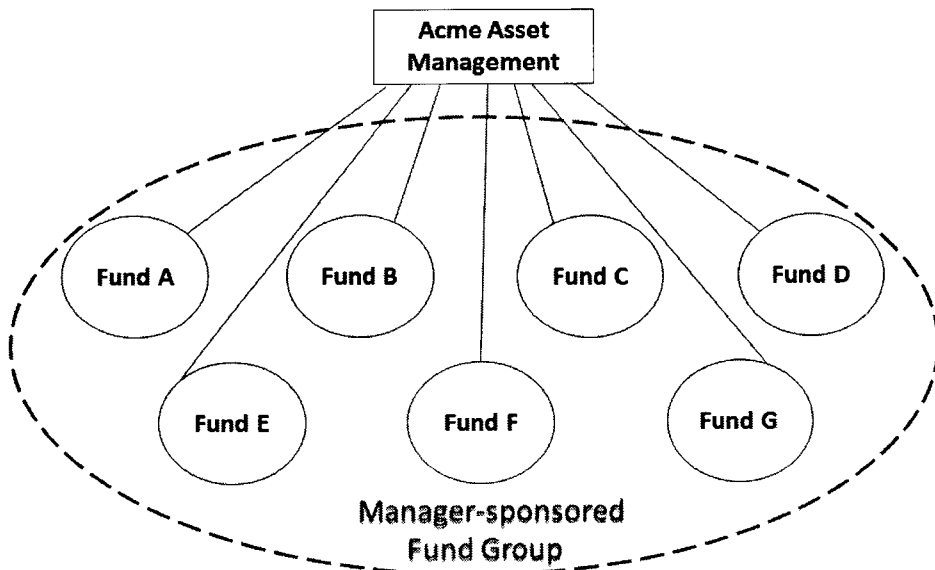 Acme Asset
Management
Fund A
Fund B
Fund C
Fund D
Fund E
Fund F
Fund G
Manager-sponsored
Fund Group